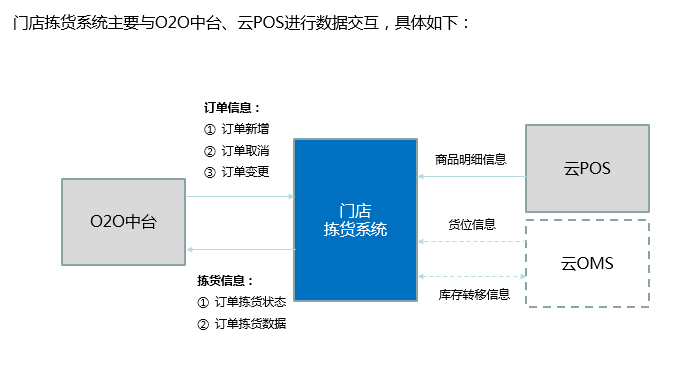 门店拣货系统主要与O2O中台、云POS进行数据交互，具体如下：
订单信息：
① 订单新增
② 订单取消
③ 订单变更
O2O中台
拣货信息：
① 订单拣货状态
② 订单拣货数据
门店
拣货系统
商品明细信息
云POS
货位信息
云OMS
库存转移信息